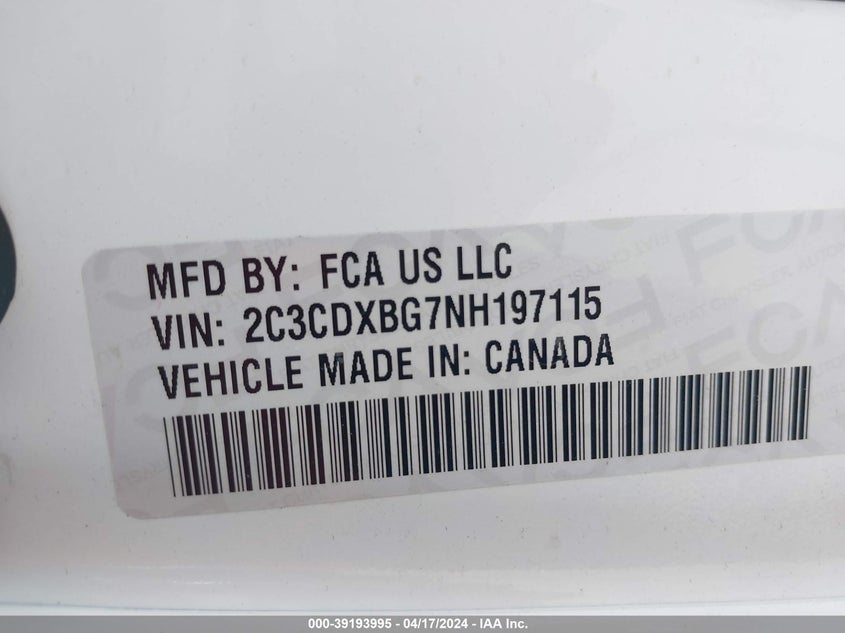 MFD BY: FCA US LLC
VIN: 2C3CDXBG7NH197115
VEHICLE MADE IN: CANADA
000-39193995 - 04/17/2024 - IAA Inc.